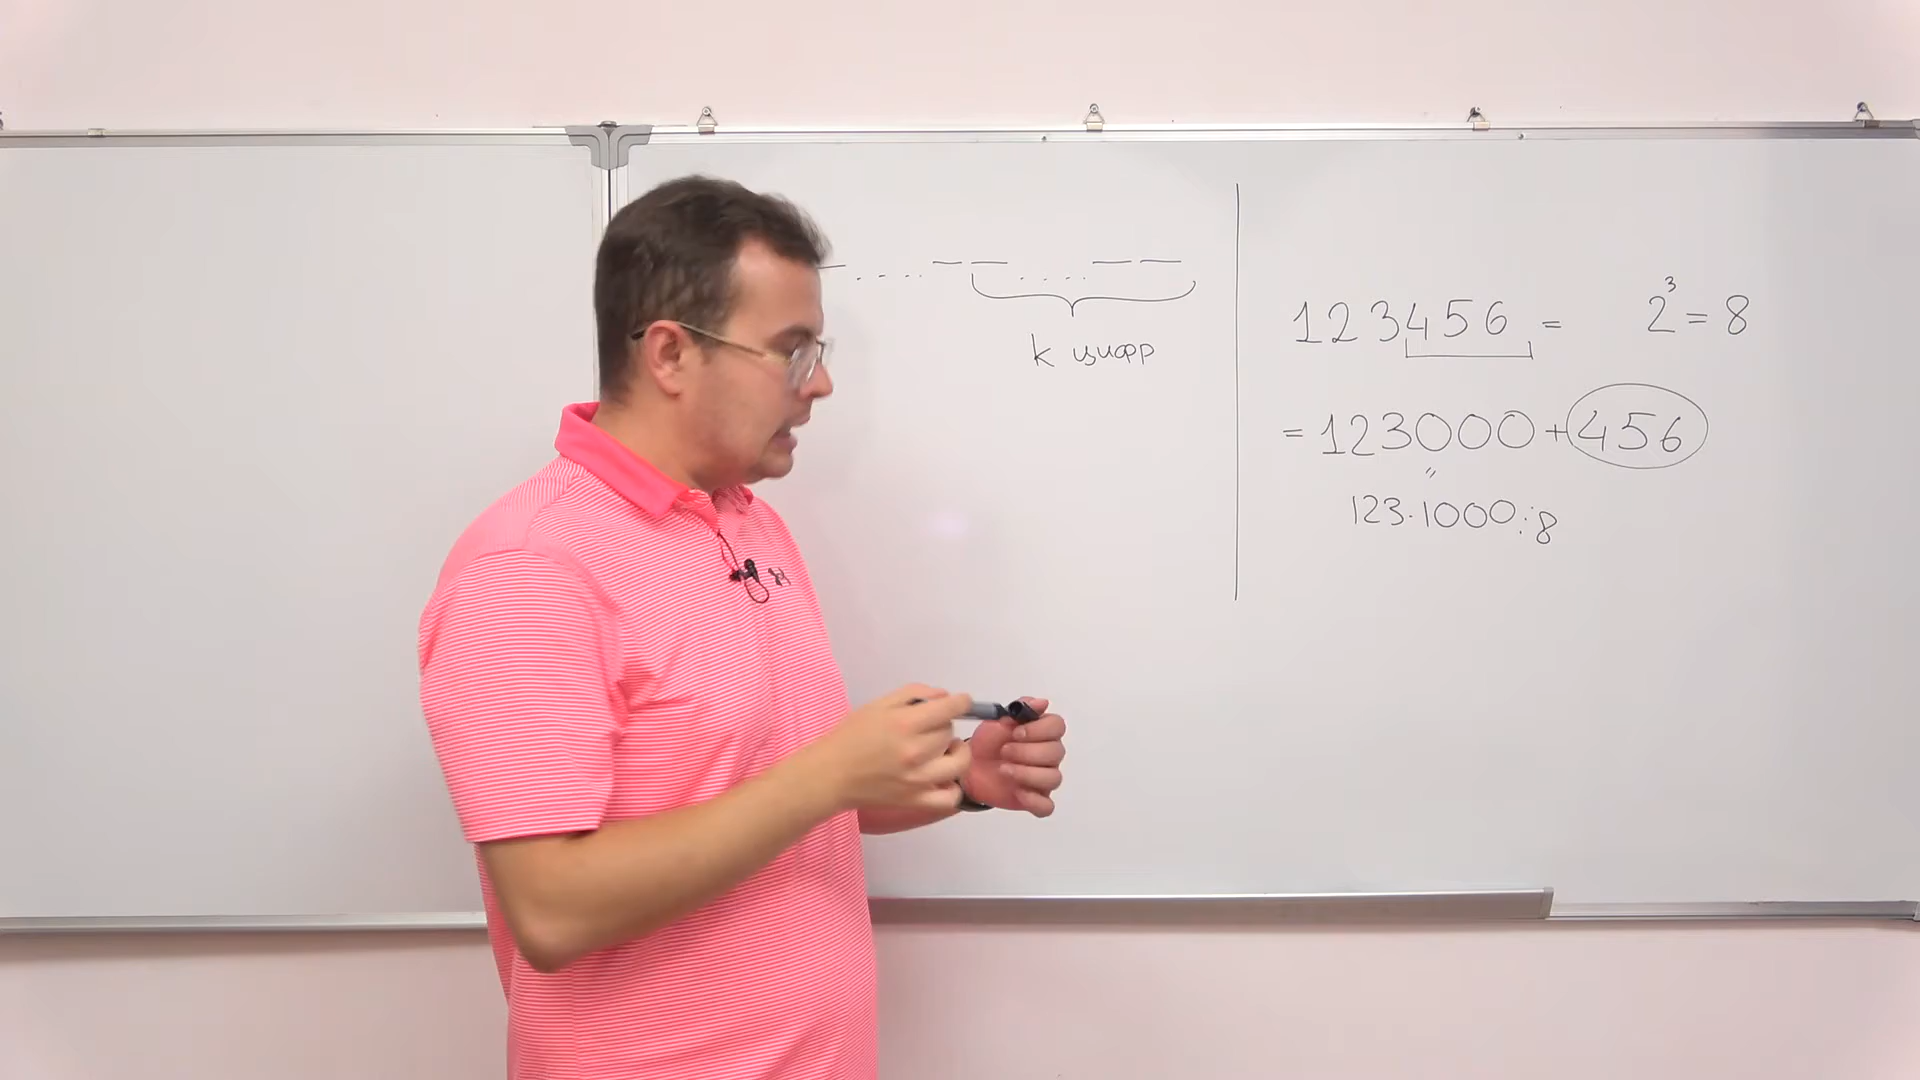 k цифр
123456 =
2³ = 8
= 123000 + 456
"
123·1000⋮8